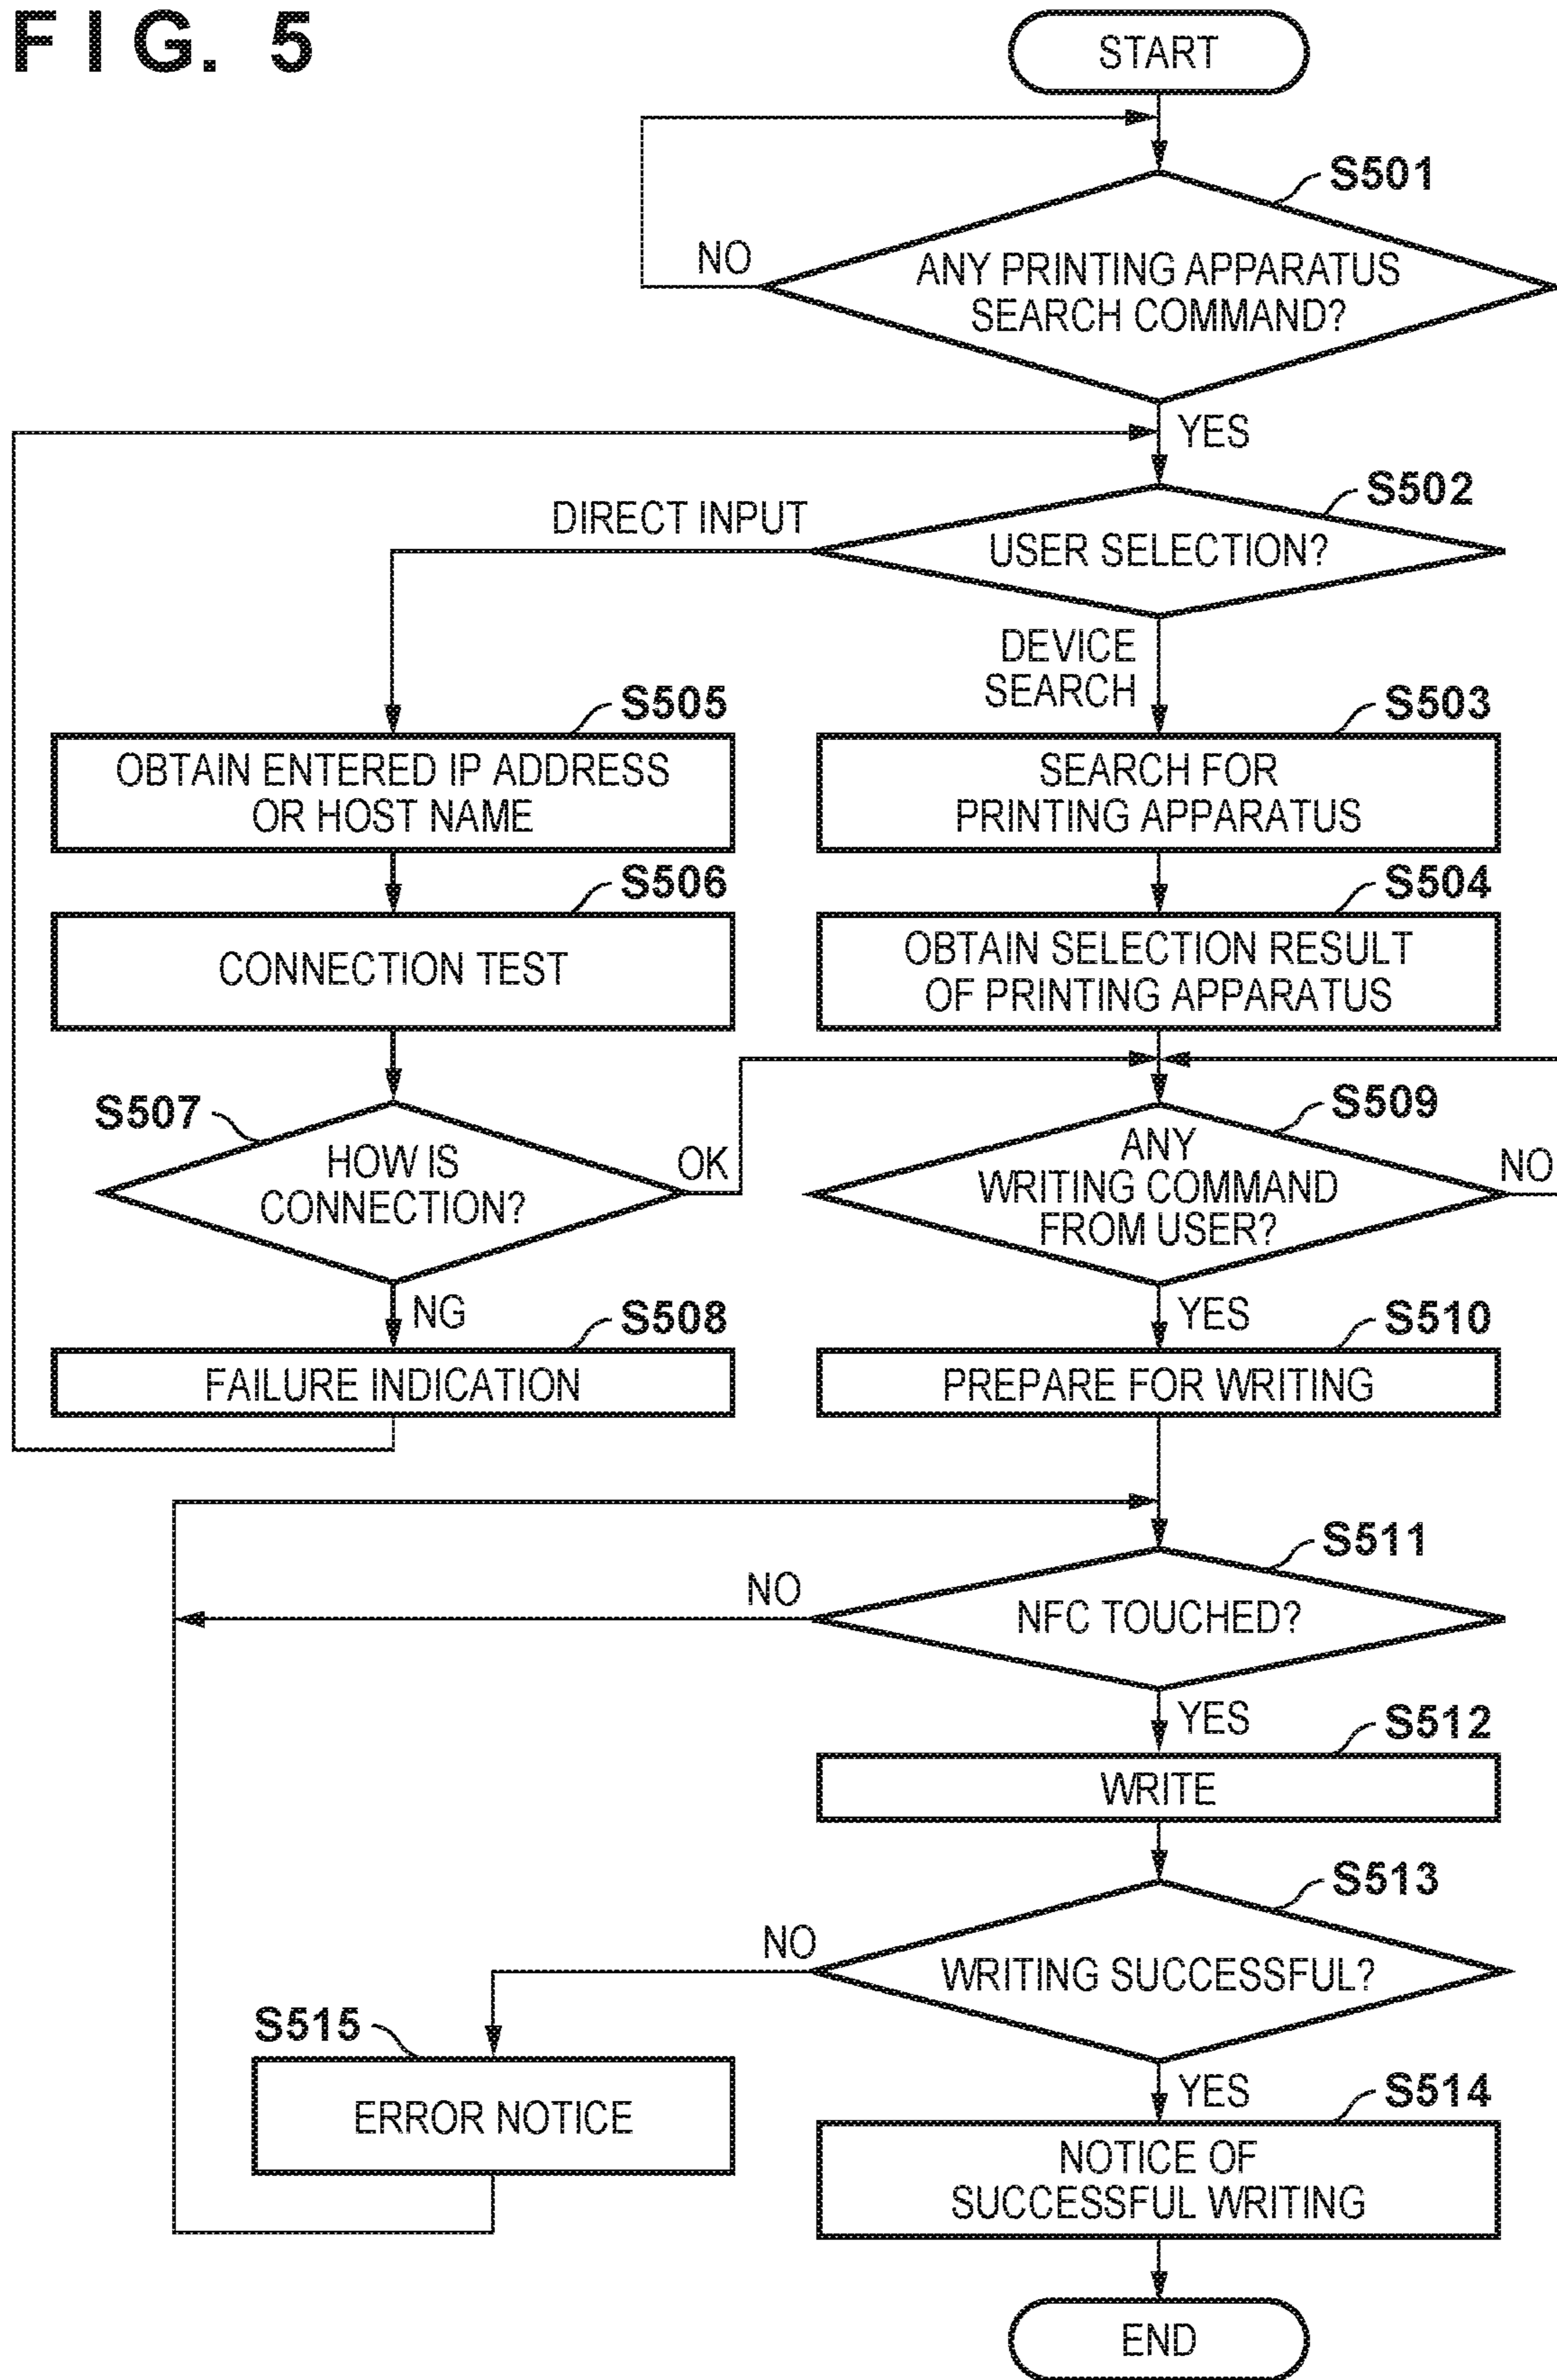 FIG. 5
START
S501
NO
ANY PRINTING APPARATUS
SEARCH COMMAND?
YES
S502
DIRECT INPUT
USER SELECTION?
DEVICE
SEARCH
S505
S503
OBTAIN ENTERED IP ADDRESS
OR HOST NAME
SEARCH FOR
PRINTING APPARATUS
S506
S504
CONNECTION TEST
OBTAIN SELECTION RESULT
OF PRINTING APPARATUS
S507
S509
HOW IS
CONNECTION?
OK
ANY
WRITING COMMAND
FROM USER?
NO
NG
S508
YES
S510
FAILURE INDICATION
PREPARE FOR WRITING
S511
NO
NFC TOUCHED?
YES
S512
WRITE
S513
NO
WRITING SUCCESSFUL?
S515
YES
S514
ERROR NOTICE
NOTICE OF
SUCCESSFUL WRITING
END